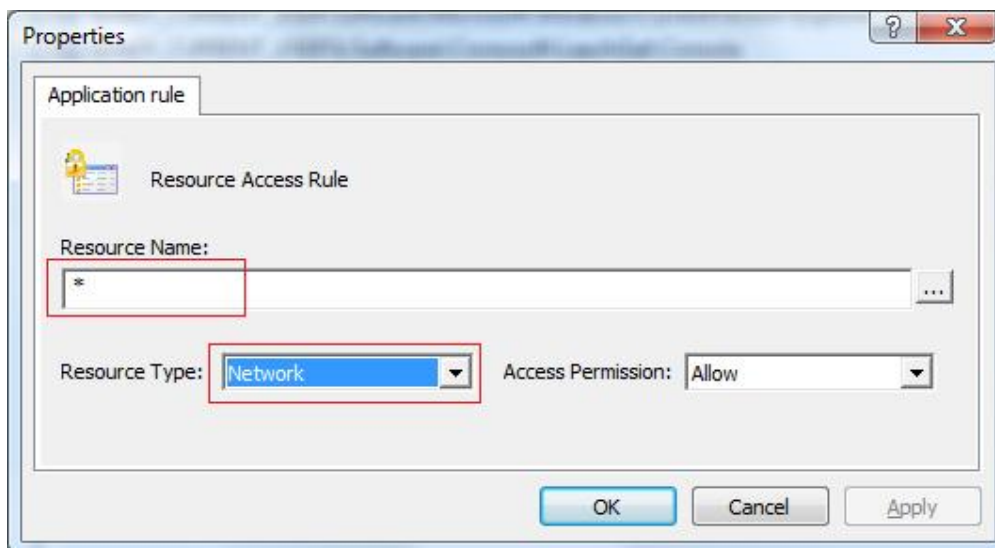 Properties
Application rule
Resource Access Rule
Resource Name:
*
...
Resource Type: Network Access Permission: Allow
OK Cancel Apply